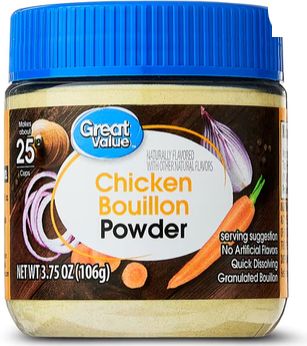 Makes
about
25
Cups
Great
Value™
NATURALLY FLAVORED
WITH OTHER NATURAL FLAVORS
Chicken
Bouillon
Powder
serving suggestion
No Artificial Flavors
Quick Dissolving
Granulated Bouillon
NET WT 3.75 OZ (106g)